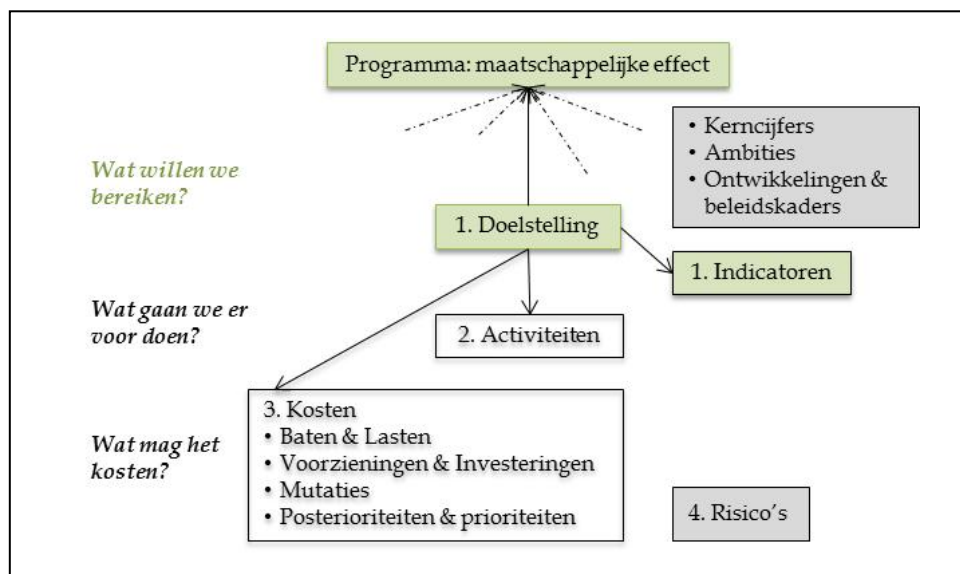 Programma: maatschappelijke effect
• Kerncijfers
• Ambities
• Ontwikkelingen &
beleidskaders
Wat willen we
bereiken?
1. Doelstelling
1. Indicatoren
Wat gaan we er
voor doen?
2. Activiteiten
3. Kosten
• Baten & Lasten
• Voorzieningen & Investeringen
• Mutaties
• Posterioriteiten & prioriteiten
Wat mag het
kosten?
4. Risico's